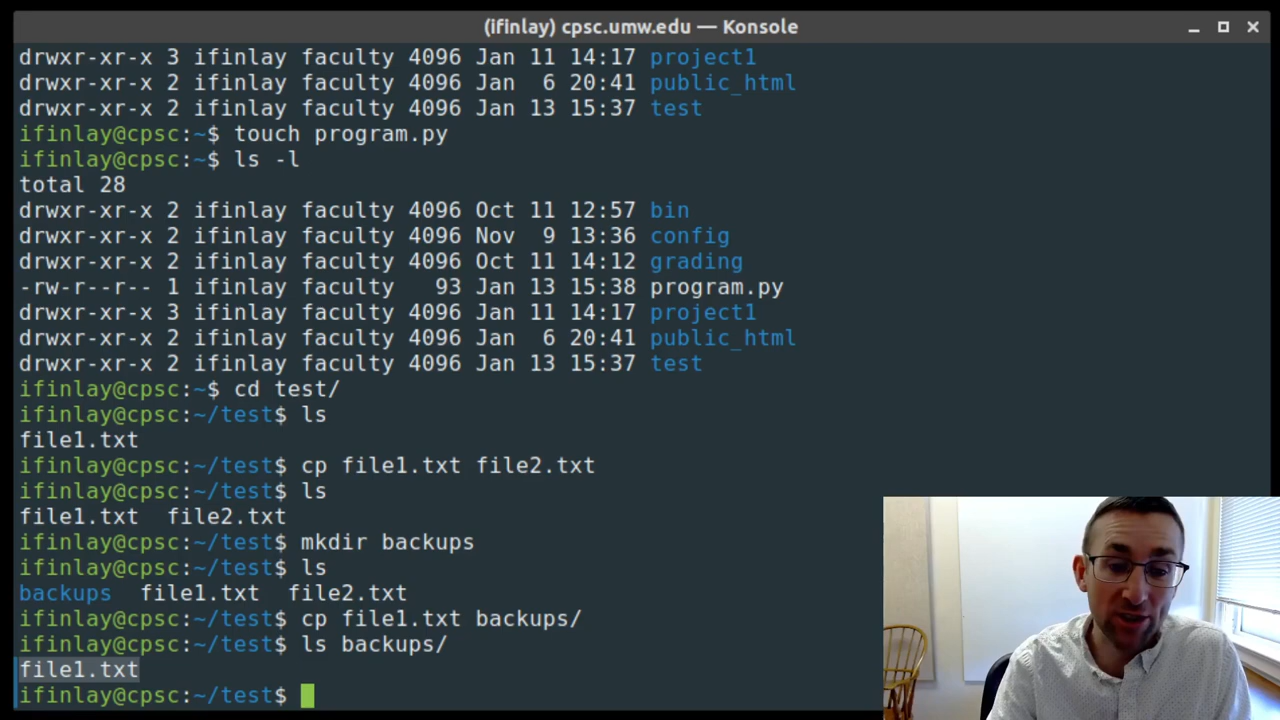 (ifinlay) cpsc.umw.edu — Konsole
drwxr-xr-x 3 ifinlay faculty 4096 Jan 11 14:17 project1
drwxr-xr-x 2 ifinlay faculty 4096 Jan  6 20:41 public_html
drwxr-xr-x 2 ifinlay faculty 4096 Jan 13 15:37 test
ifinlay@cpsc:~$ touch program.py
ifinlay@cpsc:~$ ls -l
total 28
drwxr-xr-x 2 ifinlay faculty 4096 Oct 11 12:57 bin
drwxr-xr-x 2 ifinlay faculty 4096 Nov  9 13:36 config
drwxr-xr-x 2 ifinlay faculty 4096 Oct 11 14:12 grading
-rw-r--r-- 1 ifinlay faculty   93 Jan 13 15:38 program.py
drwxr-xr-x 3 ifinlay faculty 4096 Jan 11 14:17 project1
drwxr-xr-x 2 ifinlay faculty 4096 Jan  6 20:41 public_html
drwxr-xr-x 2 ifinlay faculty 4096 Jan 13 15:37 test
ifinlay@cpsc:~$ cd test/
ifinlay@cpsc:~/test$ ls
file1.txt
ifinlay@cpsc:~/test$ cp file1.txt file2.txt
ifinlay@cpsc:~/test$ ls
file1.txt  file2.txt
ifinlay@cpsc:~/test$ mkdir backups
ifinlay@cpsc:~/test$ ls
backups  file1.txt  file2.txt
ifinlay@cpsc:~/test$ cp file1.txt backups/
ifinlay@cpsc:~/test$ ls backups/
file1.txt
ifinlay@cpsc:~/test$